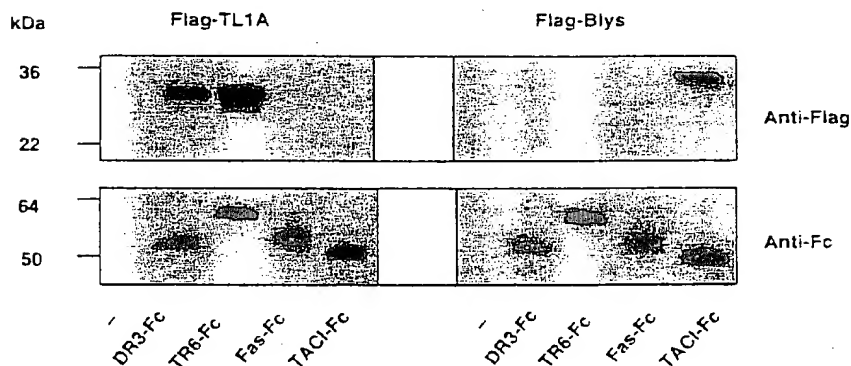 kDa
Flag-TL1A
Flag-Blys
36
22
Anti-Flag
64
50
Anti-Fc
–
DR3-Fc
TR6-Fc
Fas-Fc
TACI-Fc
–
DR3-Fc
TR6-Fc
Fas-Fc
TACI-Fc